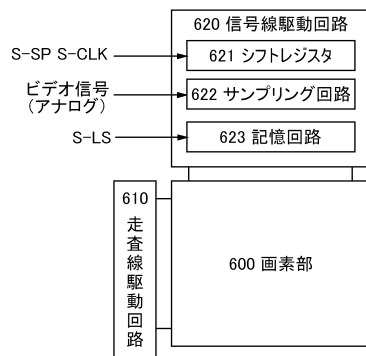 620 信号線駆動回路
S-SP S-CLK
621 シフトレジスタ
ビデオ信号
(アナログ)
622 サンプリング回路
S-LS
623 記憶回路
610
走査線駆動回路
600 画素部